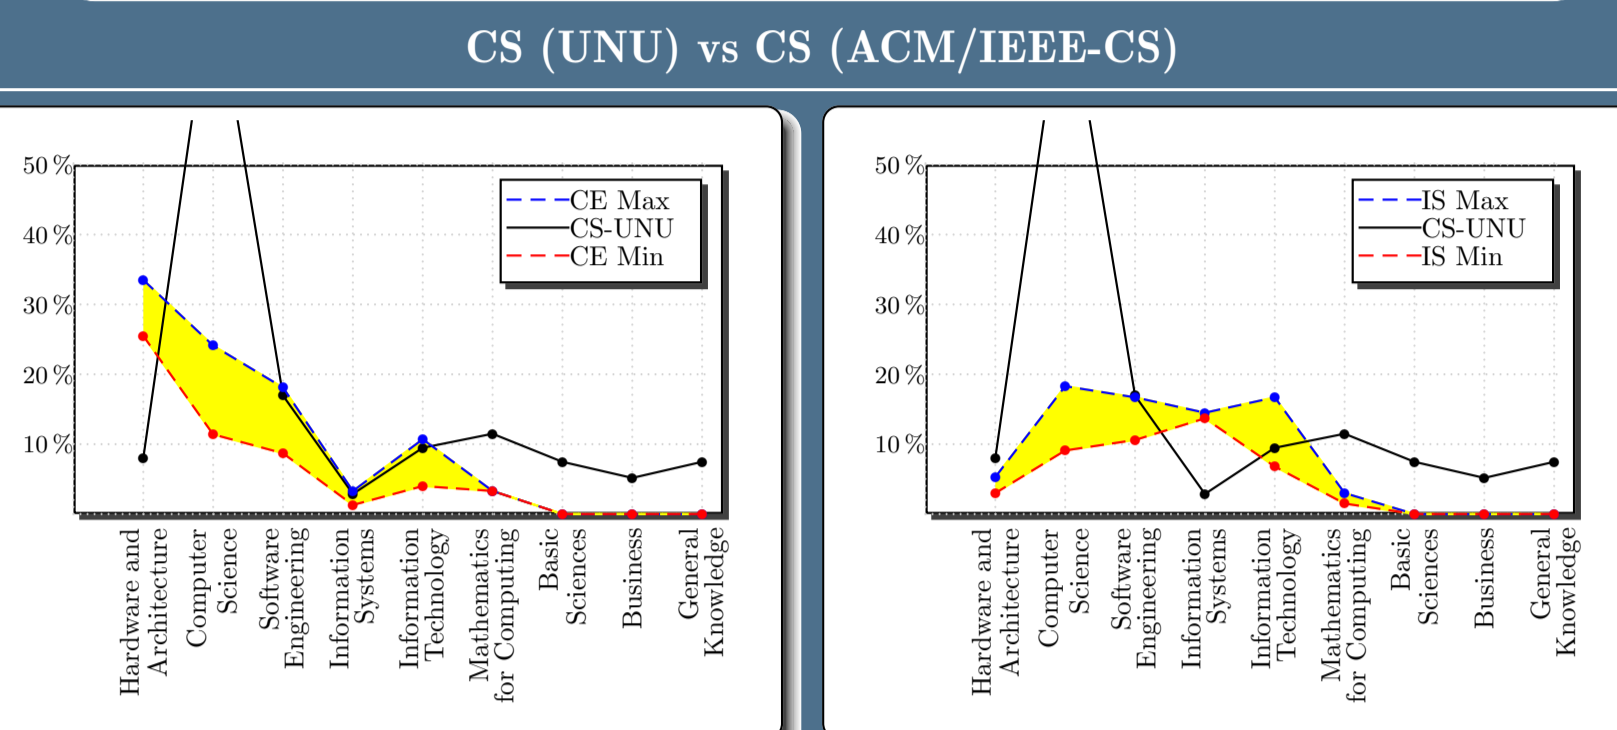 CS (UNU) vs CS (ACM/IEEE-CS)
50 %
40 %
30 %
20 %
10 %
CE Max
CS-UNU
CE Min
Hardware and
Architecture
Computer
Science
Software
Engineering
Information
Systems
Information
Technology
Mathematics
for Computing
Basic
Sciences
Business
General
Knowledge
50 %
40 %
30 %
20 %
10 %
IS Max
CS-UNU
IS Min
Hardware and
Architecture
Computer
Science
Software
Engineering
Information
Systems
Information
Technology
Mathematics
for Computing
Basic
Sciences
Business
General
Knowledge